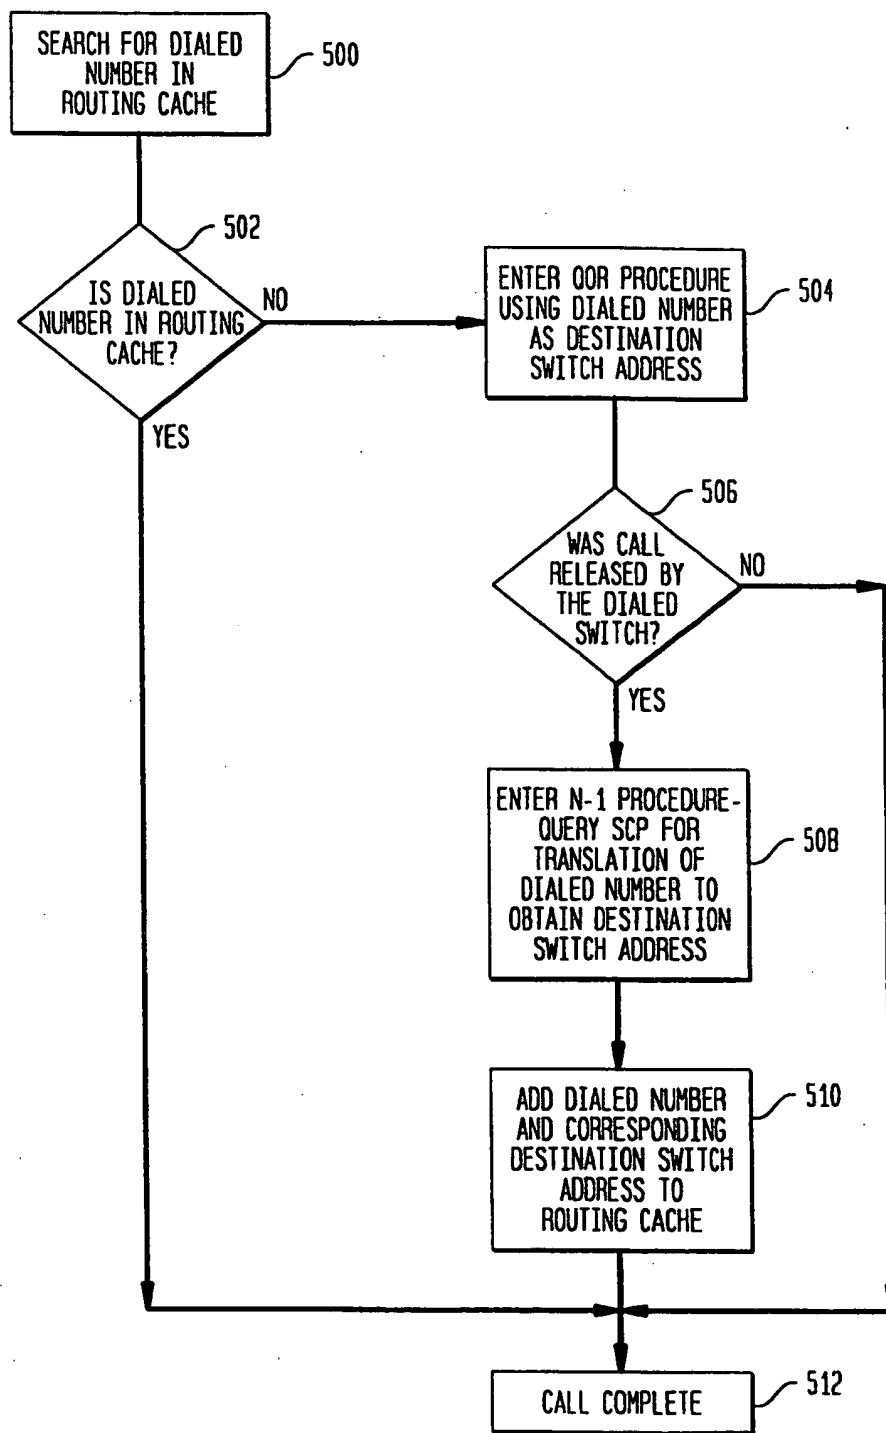 SEARCH FOR DIALED
NUMBER IN
ROUTING CACHE
500
502
IS DIALED
NUMBER IN ROUTING
CACHE?
NO
YES
ENTER QOR PROCEDURE
USING DIALED NUMBER
AS DESTINATION
SWITCH ADDRESS
504
506
WAS CALL
RELEASED BY
THE DIALED
SWITCH?
NO
YES
ENTER N-1 PROCEDURE-
QUERY SCP FOR
TRANSLATION OF
DIALED NUMBER TO
OBTAIN DESTINATION
SWITCH ADDRESS
508
ADD DIALED NUMBER
AND CORRESPONDING
DESTINATION SWITCH
ADDRESS TO
ROUTING CACHE
510
CALL COMPLETE
512